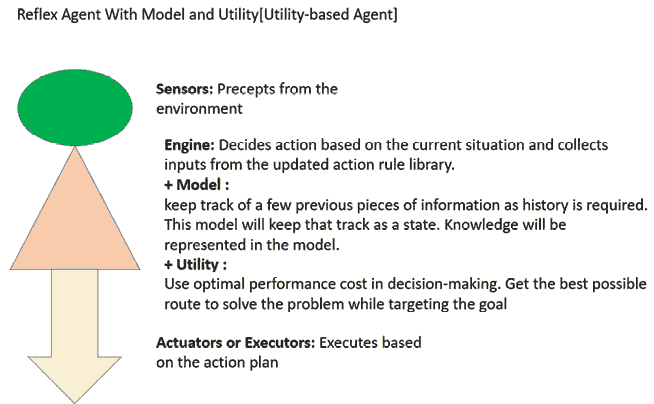 Reflex Agent With Model and Utility[Utility-based Agent]
Sensors: Precepts from the
environment
Engine: Decides action based on the current situation and collects
inputs from the updated action rule library.
+ Model :
keep track of a few previous pieces of information as history is required.
This model will keep that track as a state. Knowledge will be
represented in the model.
+ Utility :
Use optimal performance cost in decision-making. Get the best possible
route to solve the problem while targeting the goal
Actuators or Executors: Executes based
on the action plan